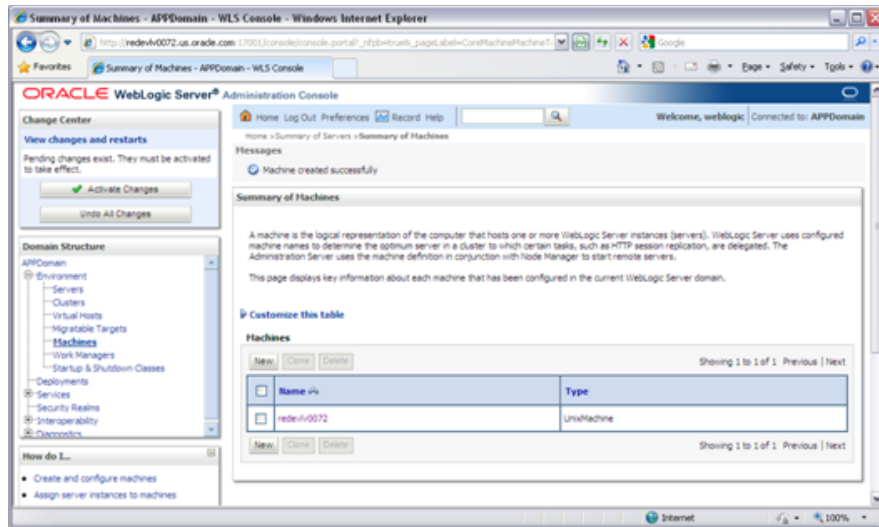 Summary of Machines - APPDomain - WLS Console - Windows Internet Explorer
http://redevlv0072.us.oracle.com:17001/console/console.portal?_nfpb=true&_pageLabel=CoreMachineMachineT
Google
Favorites Summary of Machines - APPDomain - WLS Console Page Safety Tools
ORACLE WebLogic Server® Administration Console
Change Center
View changes and restarts
Pending changes exist. They must be activated
to take effect.
Activate Changes
Undo All Changes
Domain Structure
APPDomain
Environment
Servers
Clusters
Virtual Hosts
Migratable Targets
Machines
Work Managers
Startup & Shutdown Classes
Deployments
Services
Security Realms
Interoperability
Diagnostics
How do I...
Create and configure machines
Assign server instances to machines
Home Log Out Preferences Record Help
Welcome, weblogic Connected to: APPDomain
Home >Summary of Servers >Summary of Machines
Messages
Machine created successfully
Summary of Machines
A machine is the logical representation of the computer that hosts one or more WebLogic Server instances (servers). WebLogic Server uses configured
machine names to determine the optimum server in a cluster to which certain tasks, such as HTTP session replication, are delegated. The
Administration Server uses the machine definition in conjunction with Node Manager to start remote servers.
This page displays key information about each machine that has been configured in the current WebLogic Server domain.
Customize this table
Machines
New Clone Delete Showing 1 to 1 of 1 Previous | Next
Name Type
redevlv0072 UnixMachine
New Clone Delete Showing 1 to 1 of 1 Previous | Next
Internet 100%